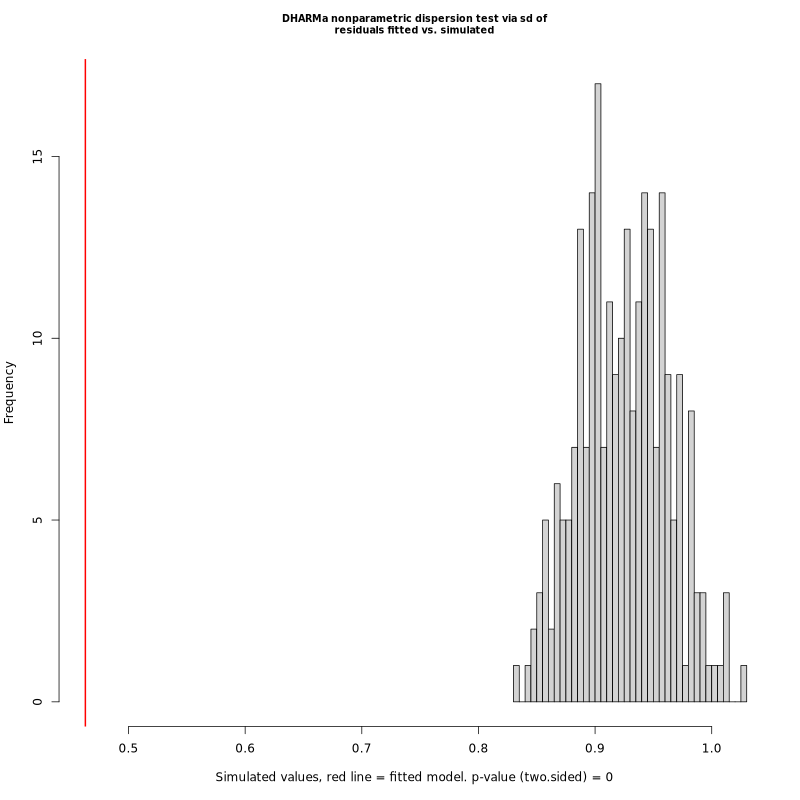 DHARMa nonparametric dispersion test via sd of
residuals fitted vs. simulated
Frequency
15
10
5
0
0.5 0.6 0.7 0.8 0.9 1.0
Simulated values, red line = fitted model. p-value (two.sided) = 0